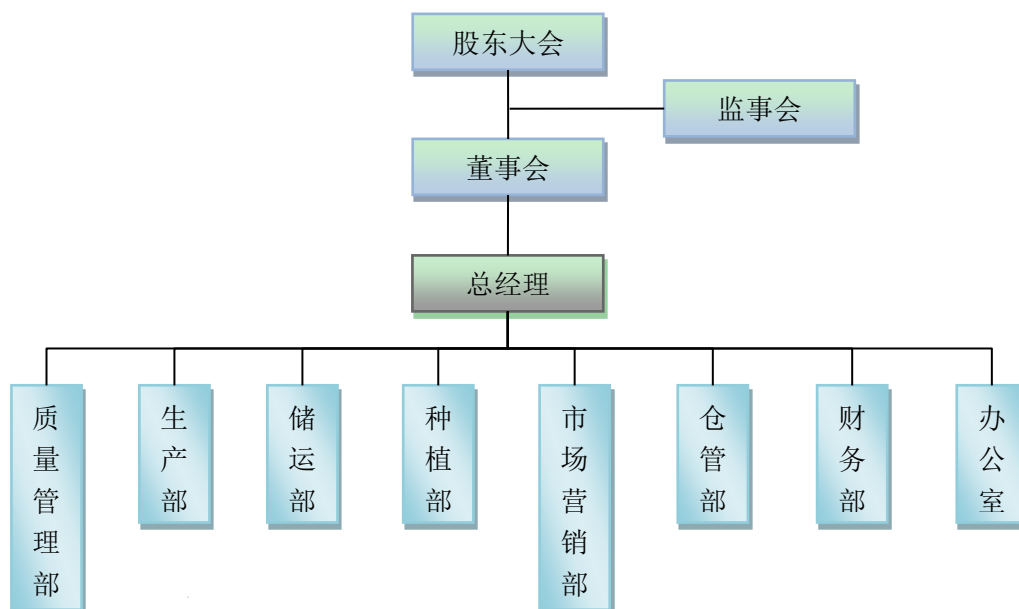 股东大会
监事会
董事会
总经理
质量管理部
生产部
储运部
种植部
市场营销部
仓管部
财务部
办公室